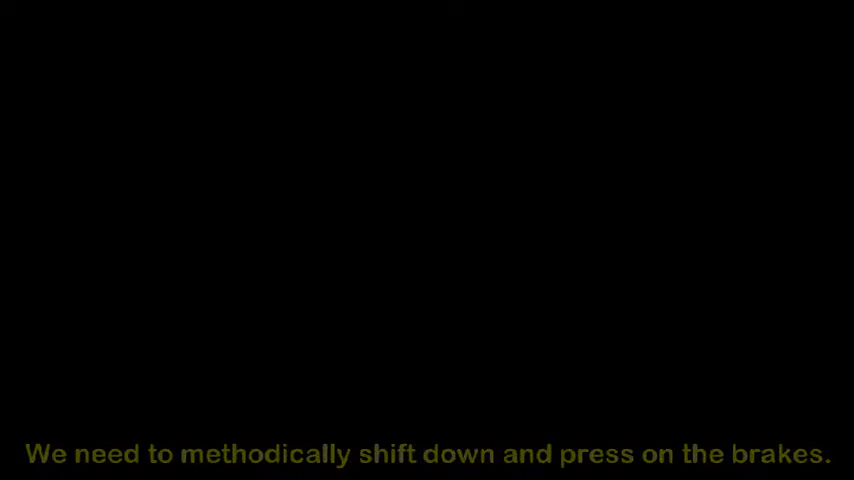 We need to methodically shift down and press on the brakes.